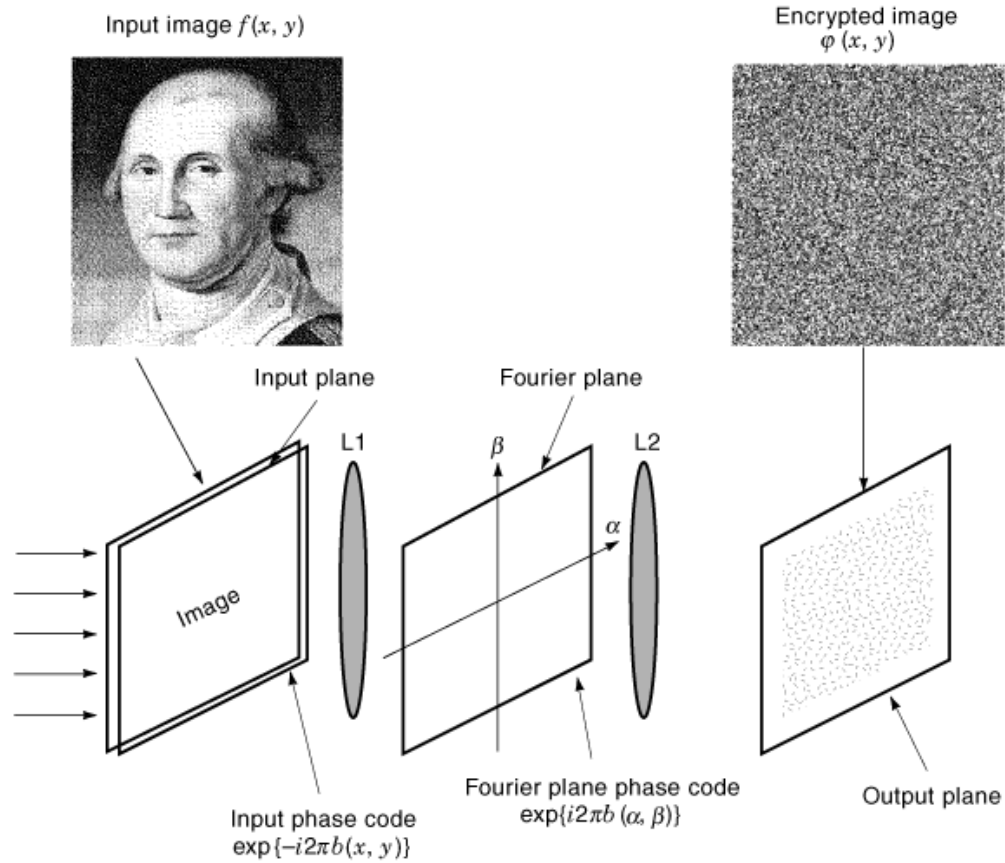 Input image f(x, y)
Encrypted image
φ (x, y)
Input plane
Fourier plane
L1
β
L2
α
Image
Input phase code
exp{−i2πb(x, y)}
Fourier plane phase code
exp{i2πb (α, β)}
Output plane